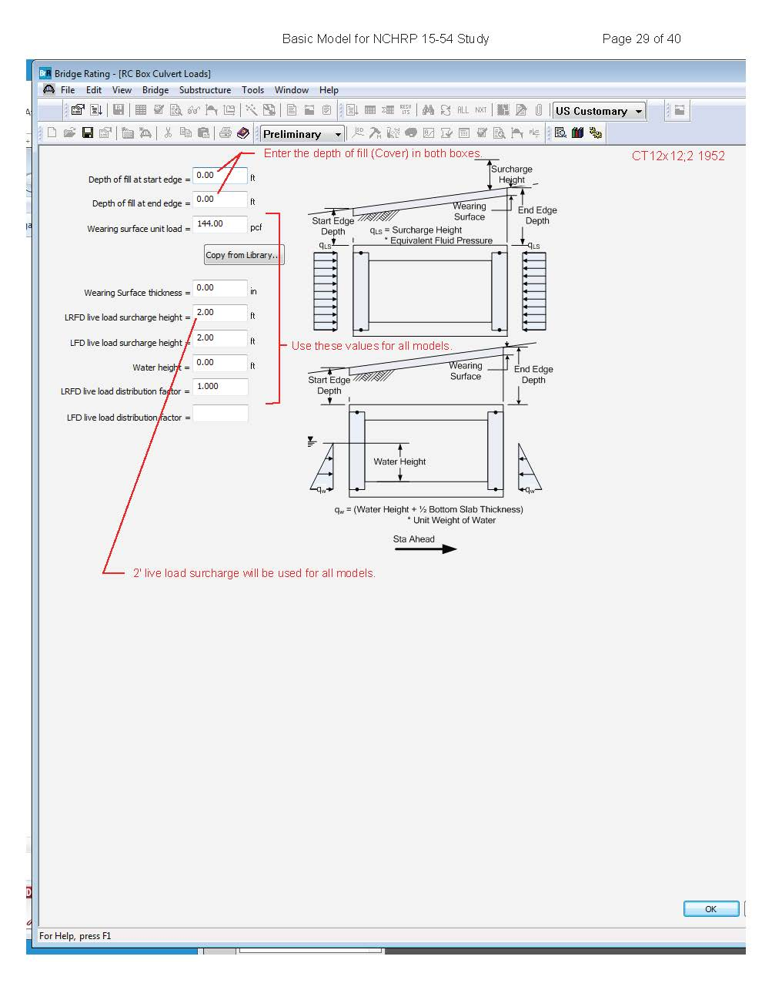 Basic Model for NCHRP 15-54 Study
Page 29 of 40
BrR Bridge Rating - [RC Box Culvert Loads]
File Edit View Bridge Substructure Tools Window Help
ALL NXT
US Customary
Preliminary
Enter the depth of fill (Cover) in both boxes.
CT12x12;2 1952
Depth of fill at start edge = 0.00 ft
Depth of fill at end edge = 0.00 ft
Wearing surface unit load = 144.00 pcf
Copy from Library...
Wearing Surface thickness = 0.00 in
LRFD live load surcharge height = 2.00 ft
LFD live load surcharge height = 2.00 ft
Water height = 0.00 ft
LRFD live load distribution factor = 1.000
LFD live load distribution factor =
Use these values for all models.
2' live load surcharge will be used for all models.
Surcharge
Height
Wearing
Surface
Start Edge
Depth
End Edge
Depth
qLS = Surcharge Height
* Equivalent Fluid Pressure
qLS
qLS
Wearing
Surface
Start Edge
Depth
End Edge
Depth
Water Height
qw
qw
qw = (Water Height + ½ Bottom Slab Thickness)
* Unit Weight of Water
Sta Ahead
OK
For Help, press F1